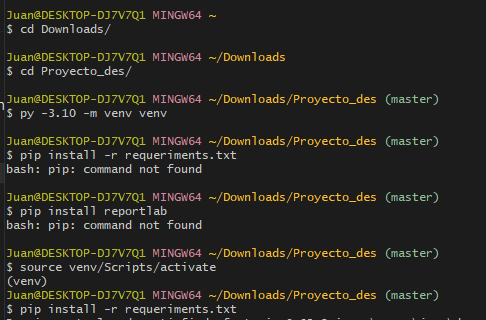 Juan@DESKTOP-DJ7V7Q1 MINGW64 ~
$ cd Downloads/
Juan@DESKTOP-DJ7V7Q1 MINGW64 ~/Downloads
$ cd Proyecto_des/
Juan@DESKTOP-DJ7V7Q1 MINGW64 ~/Downloads/Proyecto_des (master)
$ py -3.10 -m venv venv
Juan@DESKTOP-DJ7V7Q1 MINGW64 ~/Downloads/Proyecto_des (master)
$ pip install -r requeriments.txt
bash: pip: command not found
Juan@DESKTOP-DJ7V7Q1 MINGW64 ~/Downloads/Proyecto_des (master)
$ pip install reportlab
bash: pip: command not found
Juan@DESKTOP-DJ7V7Q1 MINGW64 ~/Downloads/Proyecto_des (master)
$ source venv/Scripts/activate
(venv)
Juan@DESKTOP-DJ7V7Q1 MINGW64 ~/Downloads/Proyecto_des (master)
$ pip install -r requeriments.txt